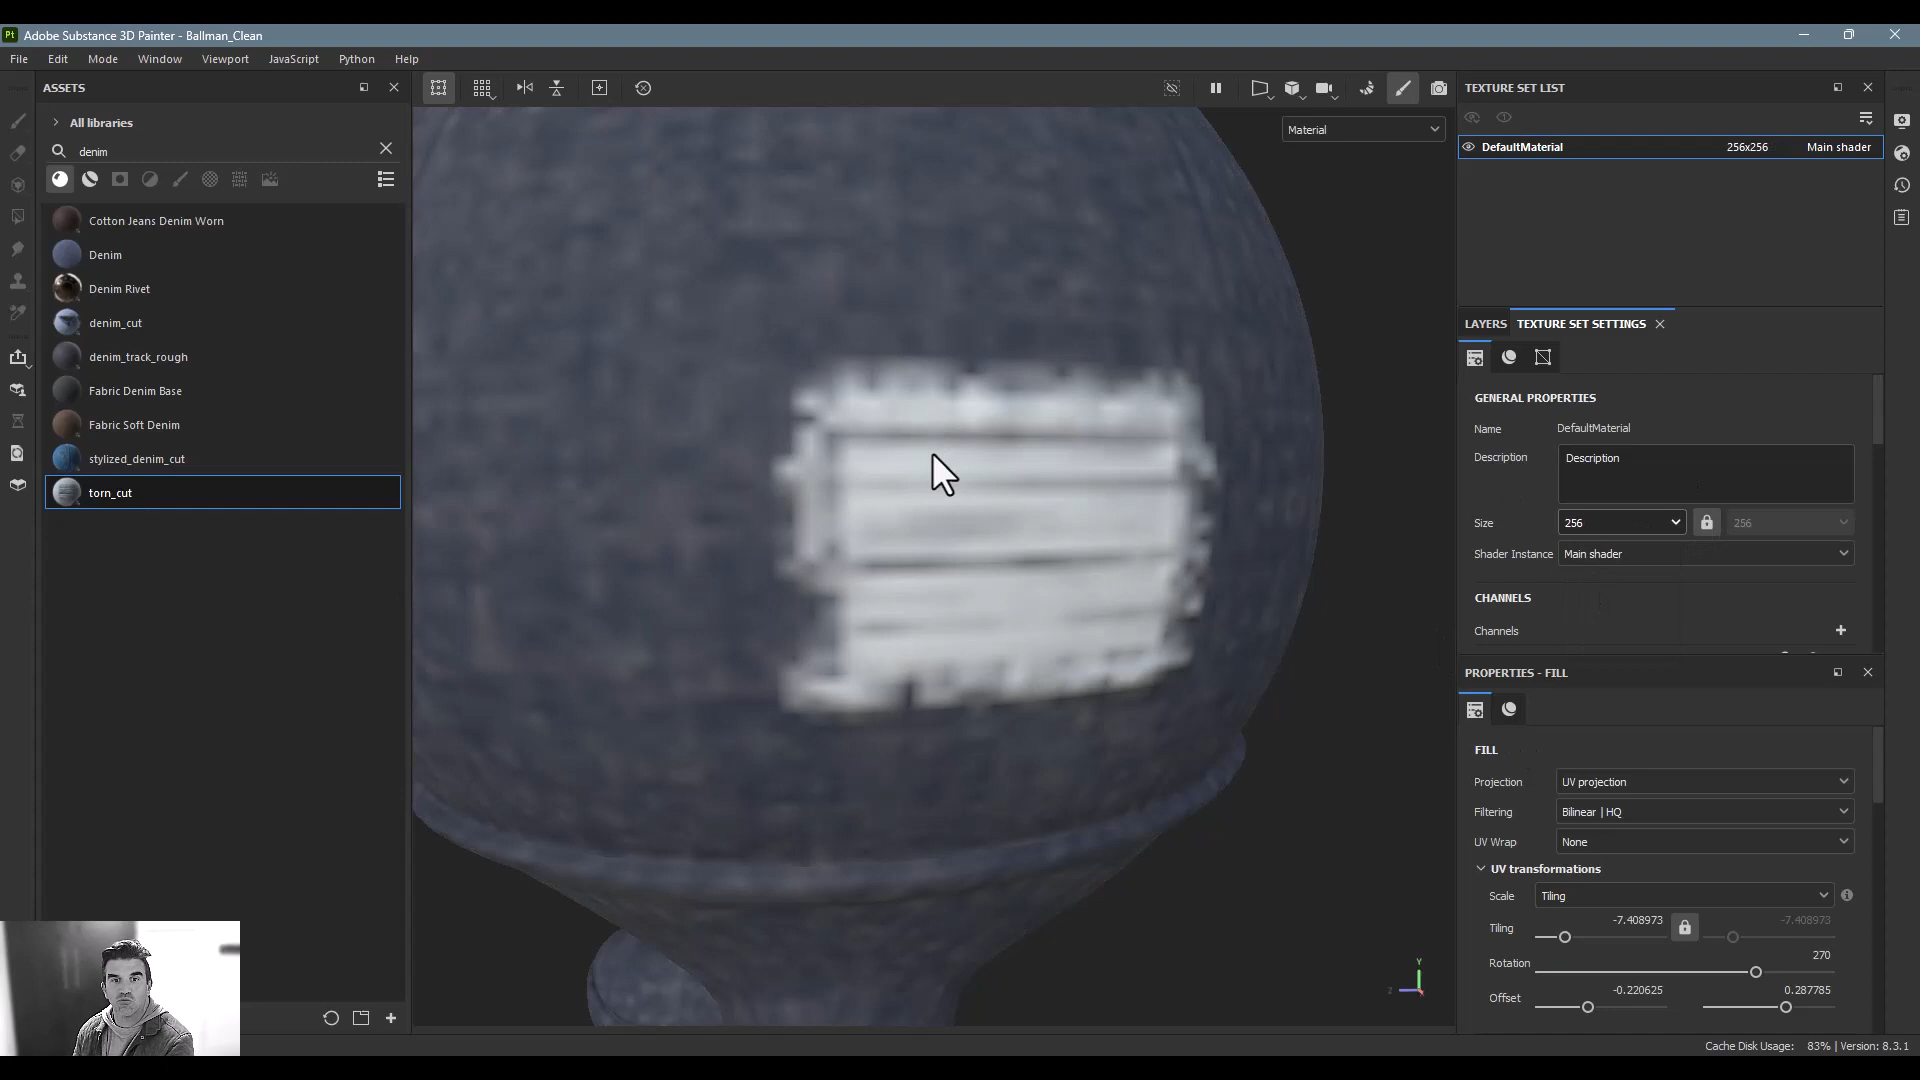 Pt Adobe Substance 3D Painter - Ballman_Clean
File Edit Mode Window Viewport JavaScript Python Help
ASSETS
All libraries
denim
Cotton Jeans Denim Worn
Denim
Denim Rivet
denim_cut
denim_track_rough
Fabric Denim Base
Fabric Soft Denim
stylized_denim_cut
torn_cut
Material
Y
Z
TEXTURE SET LIST
DefaultMaterial 256x256 Main shader
LAYERS TEXTURE SET SETTINGS
GENERAL PROPERTIES
Name DefaultMaterial
Description Description
Size 256 256
Shader Instance Main shader
CHANNELS
Channels
PROPERTIES - FILL
FILL
Projection UV projection
Filtering Bilinear | HQ
UV Wrap None
UV transformations
Scale Tiling
Tiling -7.408973 -7.408973
Rotation 270
Offset -0.220625 0.287785
Cache Disk Usage: 83% | Version: 8.3.1